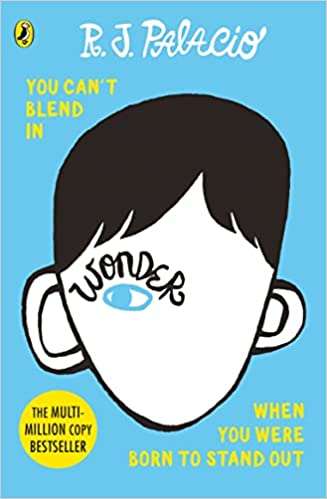 R. J. PALACIO
YOU CAN'T
BLEND
IN
WONDER
THE MULTI-
MILLION COPY
BESTSELLER
WHEN
YOU WERE
BORN TO STAND OUT